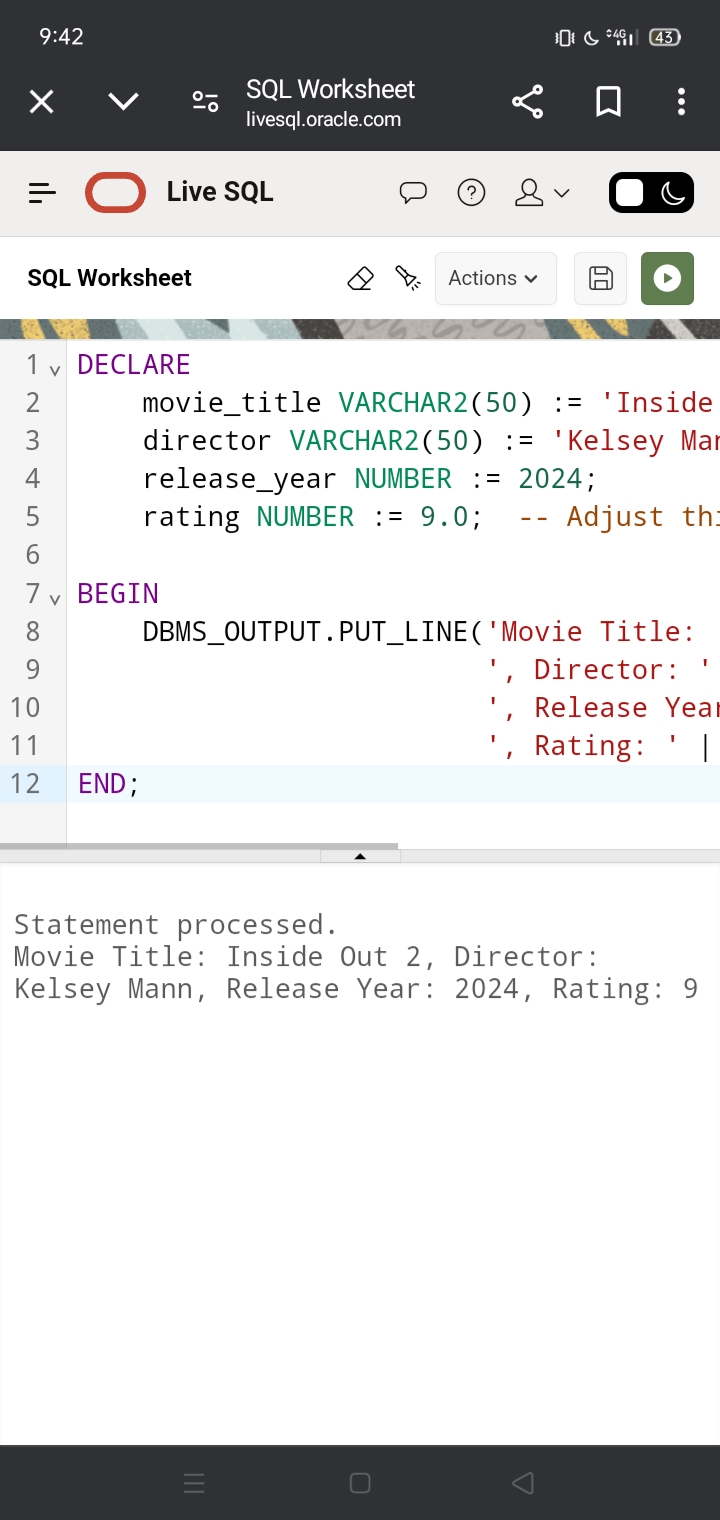 9:42
4G
43
SQL Worksheet
livesql.oracle.com
Live SQL
SQL Worksheet
Actions
1 DECLARE
2 movie_title VARCHAR2(50) := 'Inside
3 director VARCHAR2(50) := 'Kelsey Man
4 release_year NUMBER := 2024;
5 rating NUMBER := 9.0; -- Adjust thi
6
7 BEGIN
8 DBMS_OUTPUT.PUT_LINE('Movie Title:
9 ', Director: '
10 ', Release Year
11 ', Rating: ' |
12 END;
Statement processed.
Movie Title: Inside Out 2, Director:
Kelsey Mann, Release Year: 2024, Rating: 9